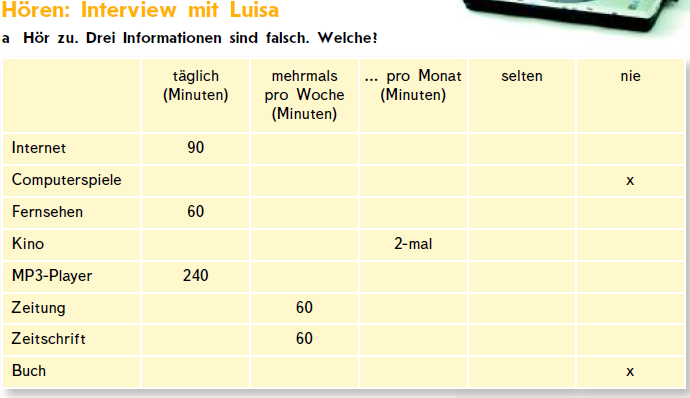 Hören: Interview mit Luisa
a Hör zu. Drei Informationen sind falsch. Welche?
täglich (Minuten) mehrmals pro Woche (Minuten) ... pro Monat (Minuten) selten nie
Internet 90
Computerspiele x
Fernsehen 60
Kino 2-mal
MP3-Player 240
Zeitung 60
Zeitschrift 60
Buch x